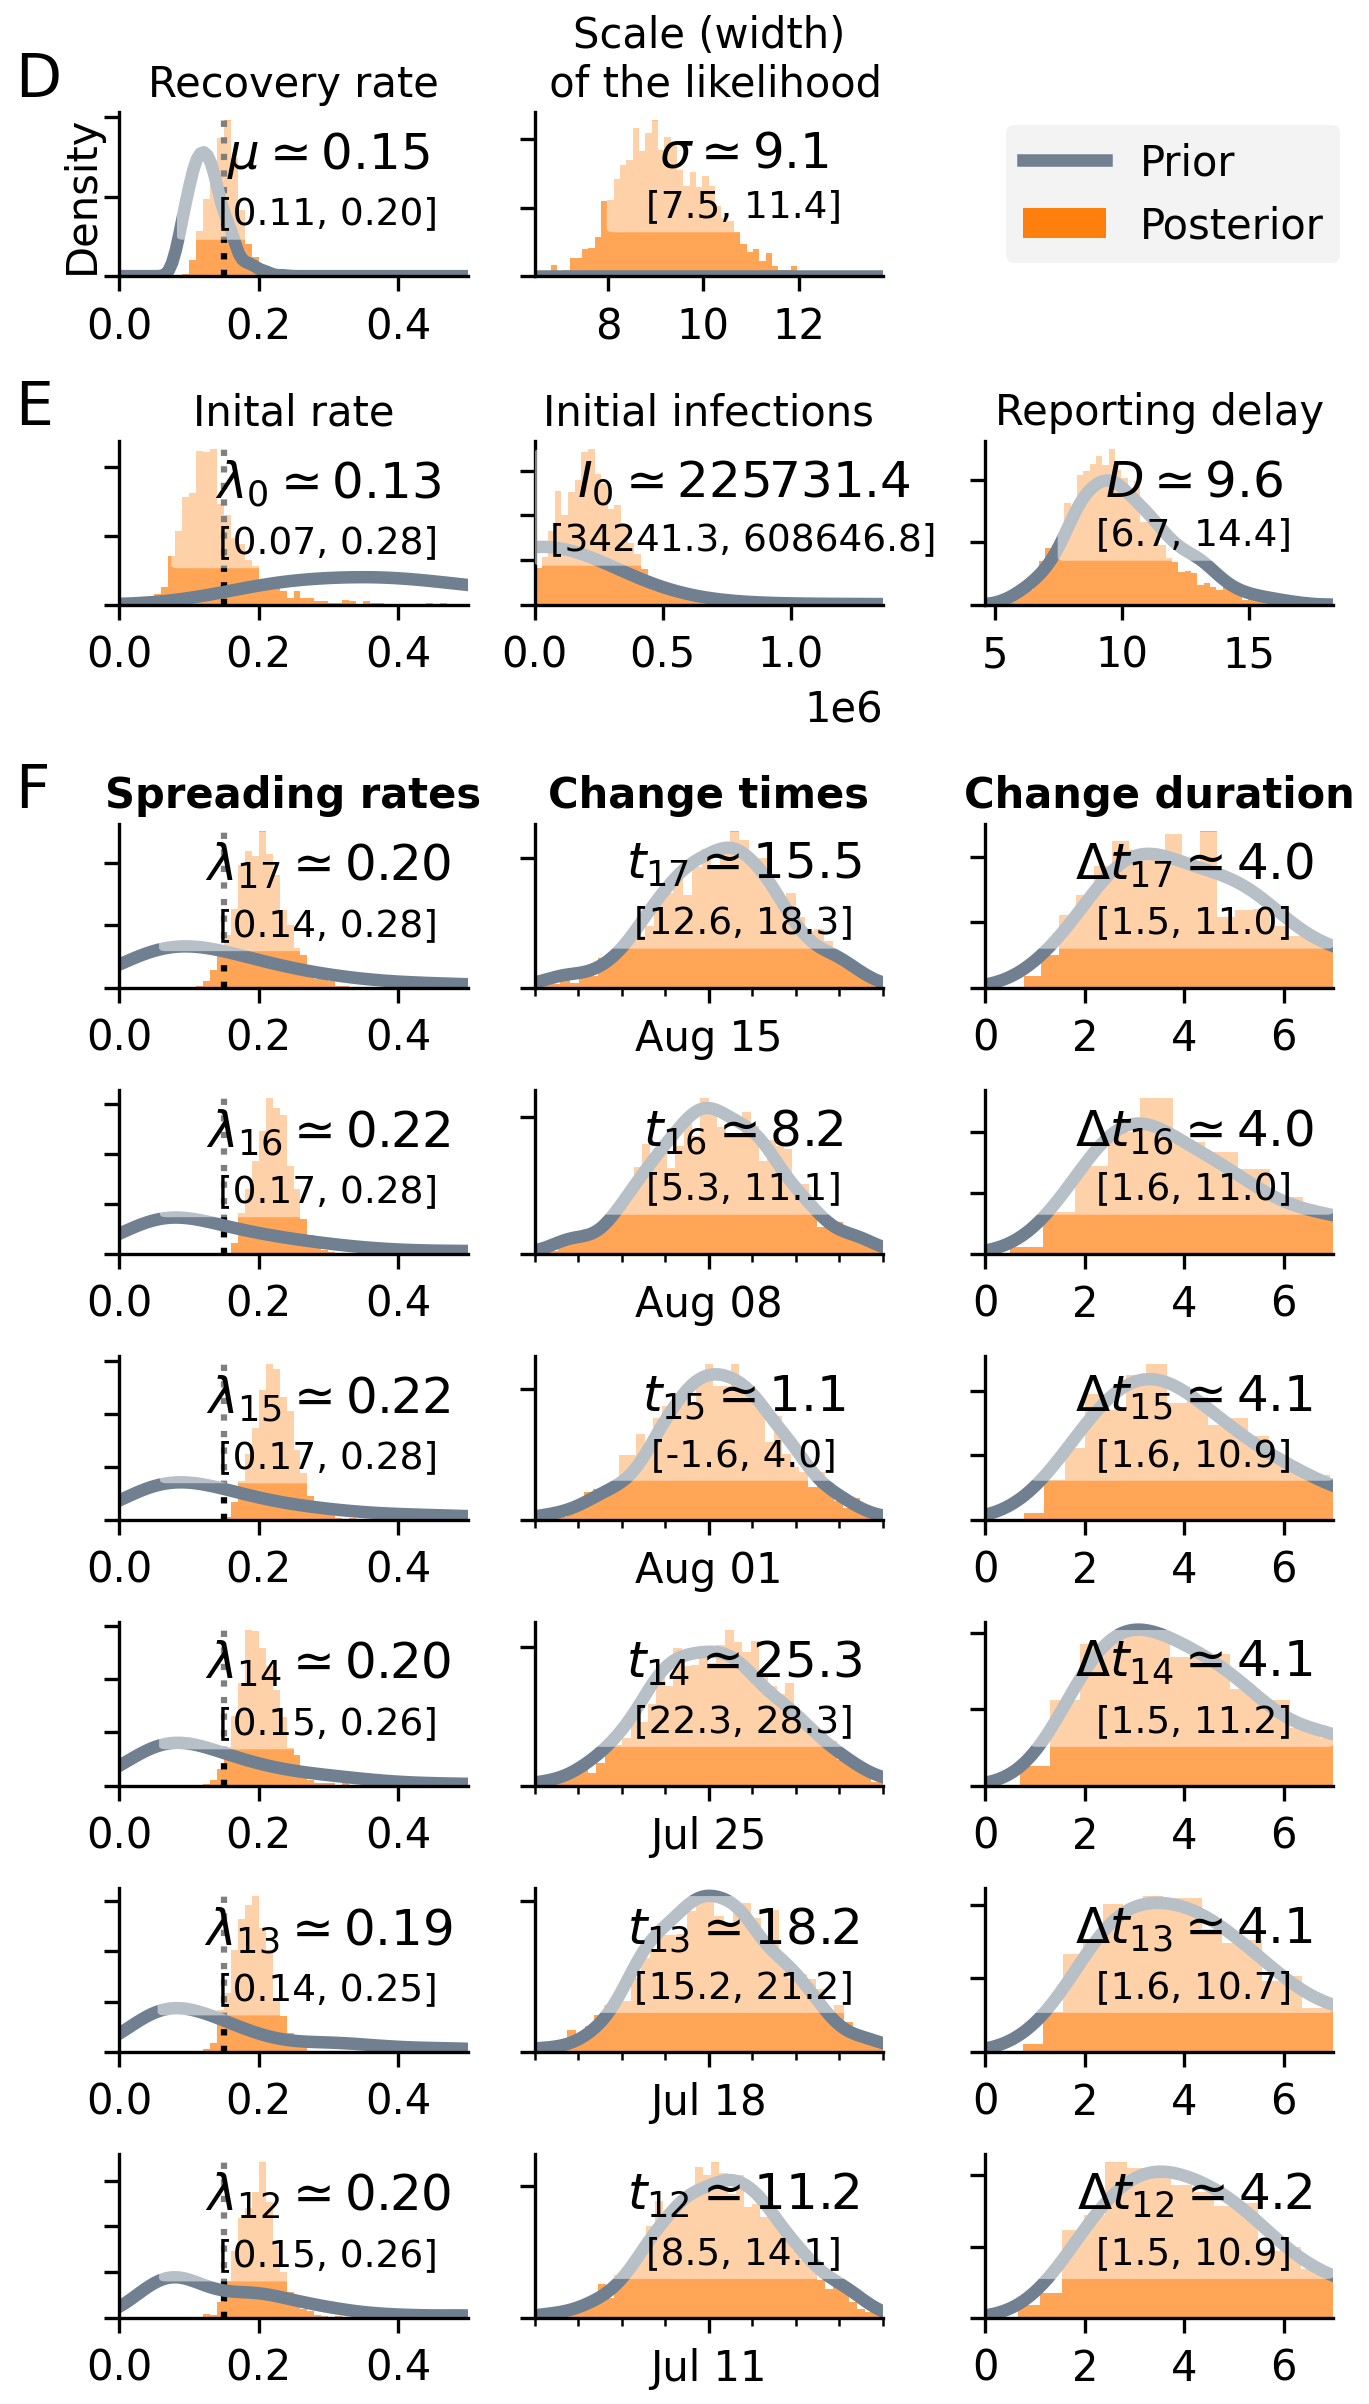 D
Recovery rate
Scale (width)
of the likelihood
Density
μ ≃ 0.15
[0.11, 0.20]
0.0 0.2 0.4
σ ≃ 9.1
[7.5, 11.4]
8 10 12
Prior
Posterior
E
Inital rate
λ0 ≃ 0.13
[0.07, 0.28]
0.0 0.2 0.4
Initial infections
I0 ≃ 225731.4
[34241.3, 608646.8]
0.0 0.5 1.0
1e6
Reporting delay
D ≃ 9.6
[6.7, 14.4]
5 10 15
F
Spreading rates
Change times
Change duration
λ17 ≃ 0.20
[0.14, 0.28]
0.0 0.2 0.4
t17 ≃ 15.5
[12.6, 18.3]
Aug 15
Δt17 ≃ 4.0
[1.5, 11.0]
0 2 4 6
λ16 ≃ 0.22
[0.17, 0.28]
0.0 0.2 0.4
t16 ≃ 8.2
[5.3, 11.1]
Aug 08
Δt16 ≃ 4.0
[1.6, 11.0]
0 2 4 6
λ15 ≃ 0.22
[0.17, 0.28]
0.0 0.2 0.4
t15 ≃ 1.1
[-1.6, 4.0]
Aug 01
Δt15 ≃ 4.1
[1.6, 10.9]
0 2 4 6
λ14 ≃ 0.20
[0.15, 0.26]
0.0 0.2 0.4
t14 ≃ 25.3
[22.3, 28.3]
Jul 25
Δt14 ≃ 4.1
[1.5, 11.2]
0 2 4 6
λ13 ≃ 0.19
[0.14, 0.25]
0.0 0.2 0.4
t13 ≃ 18.2
[15.2, 21.2]
Jul 18
Δt13 ≃ 4.1
[1.6, 10.7]
0 2 4 6
λ12 ≃ 0.20
[0.15, 0.26]
0.0 0.2 0.4
t12 ≃ 11.2
[8.5, 14.1]
Jul 11
Δt12 ≃ 4.2
[1.5, 10.9]
0 2 4 6